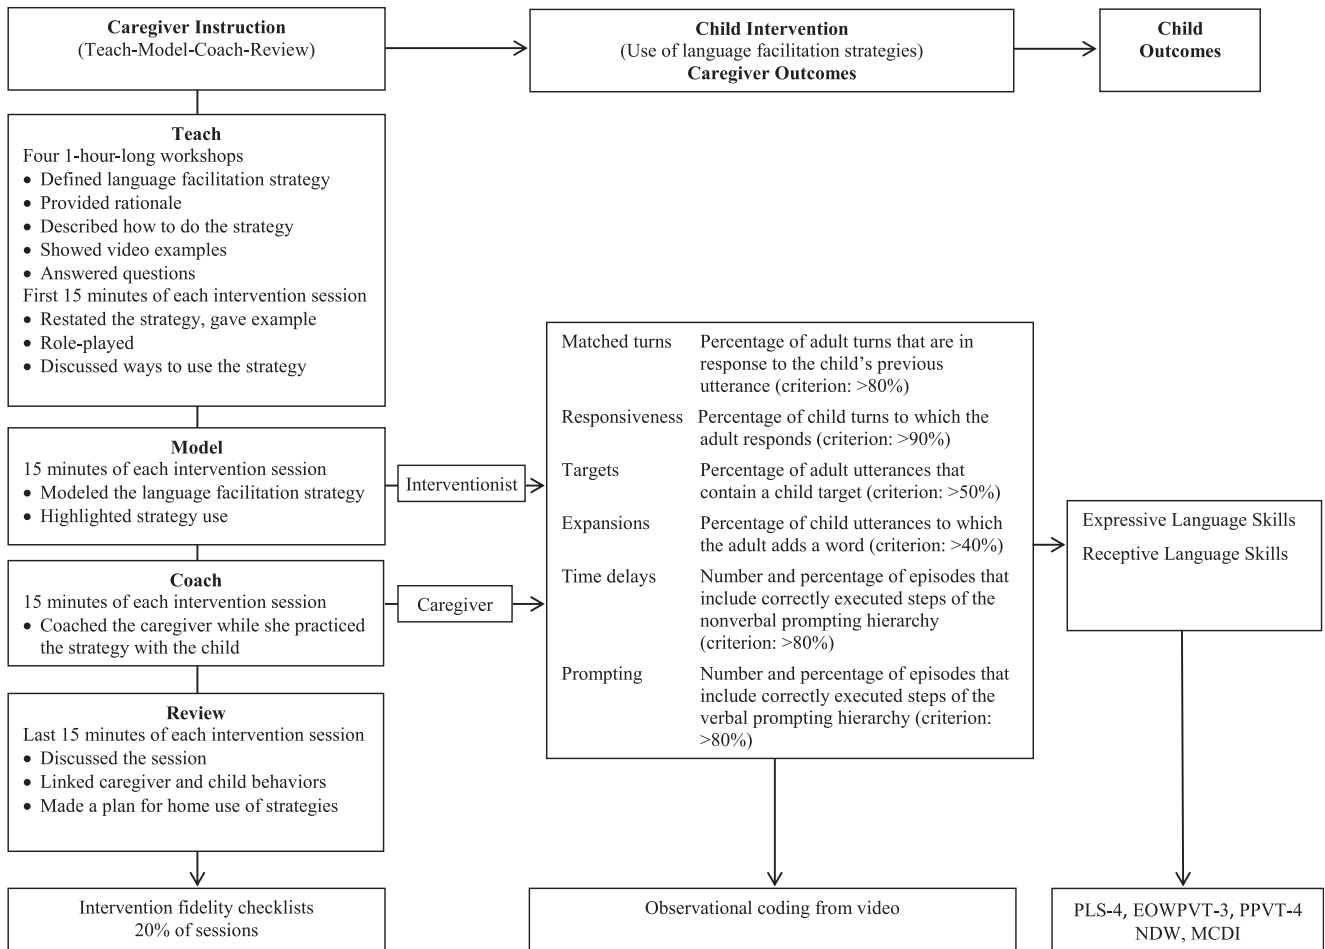 Caregiver Instruction
(Teach-Model-Coach-Review)
Child Intervention
(Use of language facilitation strategies)
Caregiver Outcomes
Child
Outcomes
Teach
Four 1-hour-long workshops
• Defined language facilitation strategy
• Provided rationale
• Described how to do the strategy
• Showed video examples
• Answered questions
First 15 minutes of each intervention session
• Restated the strategy, gave example
• Role-played
• Discussed ways to use the strategy
Model
15 minutes of each intervention session
• Modeled the language facilitation strategy
• Highlighted strategy use
Interventionist
Coach
15 minutes of each intervention session
• Coached the caregiver while she practiced
the strategy with the child
Caregiver
Review
Last 15 minutes of each intervention session
• Discussed the session
• Linked caregiver and child behaviors
• Made a plan for home use of strategies
Intervention fidelity checklists
20% of sessions
Matched turns Percentage of adult turns that are in
response to the child's previous
utterance (criterion: >80%)
Responsiveness Percentage of child turns to which the
adult responds (criterion: >90%)
Targets Percentage of adult utterances that
contain a child target (criterion: >50%)
Expansions Percentage of child utterances to which
the adult adds a word (criterion: >40%)
Time delays Number and percentage of episodes that
include correctly executed steps of the
nonverbal prompting hierarchy
(criterion: >80%)
Prompting Number and percentage of episodes that
include correctly executed steps of the
verbal prompting hierarchy (criterion:
>80%)
Observational coding from video
Expressive Language Skills
Receptive Language Skills
PLS-4, EOWPVT-3, PPVT-4
NDW, MCDI